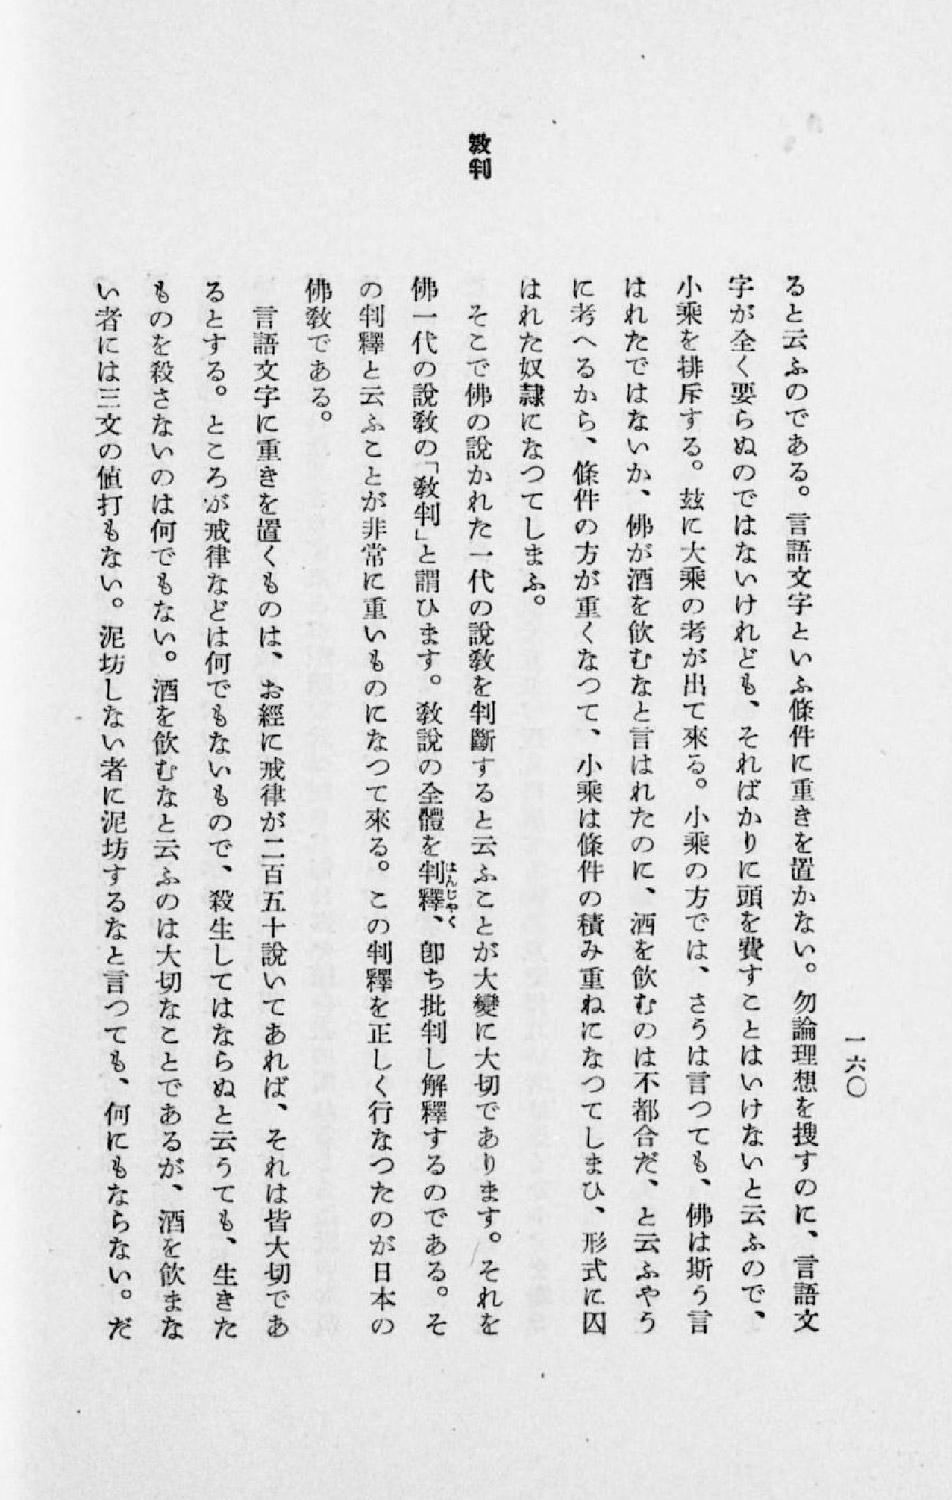 一六〇
敎判
ると云ふのである。言語文字といふ條件に重きを置かない。勿論理想を搜すのに、言語文
字が全く要らぬのではないけれども、そればかりに頭を費すことはいけないと云ふので、
小乘を排斥する。玆に大乘の考が出て來る。小乘の方では、さうは言つても、佛は斯う言
はれたではないか、佛が酒を飮むなと言はれたのに、酒を飮むのは不都合だ、と云ふやう
に考へるから、條件の方が重くなつて、小乘は條件の積み重ねになつてしまひ、形式に囚
はれた奴隷になつてしまふ。
そこで佛の說かれた一代の說敎を判斷すると云ふことが大變に大切であります。それを
佛一代の說敎の「敎判」と謂ひます。敎說の全體を判釋、卽ち批判し解釋するのである。そ
はんじやく
の判釋と云ふことが非常に重いものになつて來る。この判釋を正しく行なつたのが日本の
佛敎である。
言語文字に重きを置くものは、お經に戒律が二百五十說いてあれば、それは皆大切であ
るとする。ところが戒律などは何でもないもので、殺生してはならぬと云うても、生きた
ものを殺さないのは何でもない。酒を飮むなと云ふのは大切なことであるが、酒を飮まな
い者には三文の値打もない。泥坊しない者に泥坊するなと言つても、何にもならない。だ